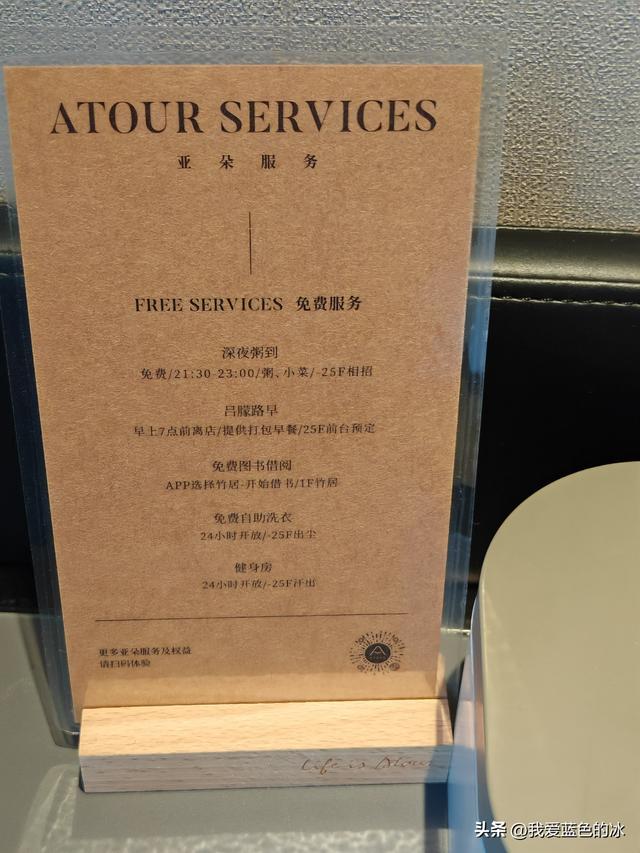 ATOUR SERVICES
亚朵服务
FREE SERVICES 免费服务
深夜粥到
免费/21:30-23:00/粥、小菜/-25F相招
吕朦路早
早上7点前离店/提供打包早餐/25F前台预定
免费图书借阅
APP选择竹居-开始借书/1F竹居
免费自助洗衣
24小时开放/-25F出尘
健身房
24小时开放/-25F汗出
更多亚朵服务及权益
请扫码体验
A
Life is Atour
头条 @我爱蓝色的冰